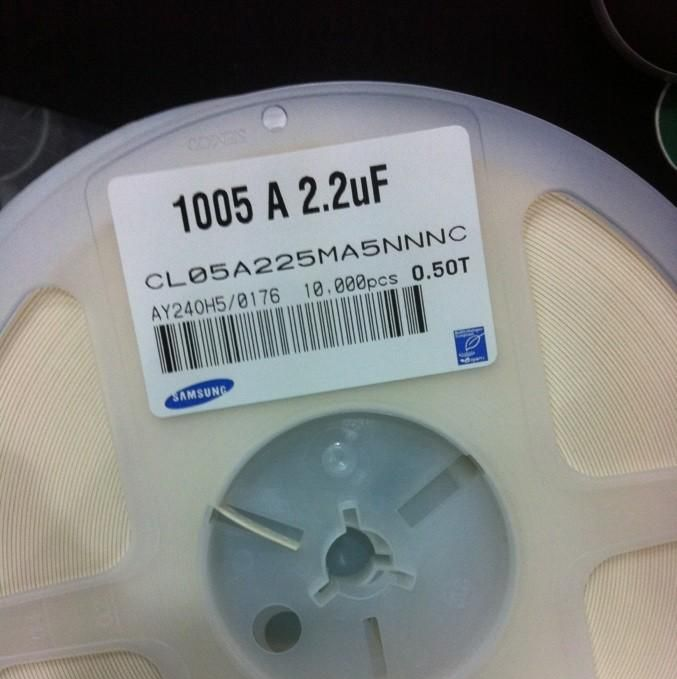 1005 A 2.2uF
CL05A225MA5NNNC
AY240H5/0176 10.000pcs 0.50T
SAMSUNG